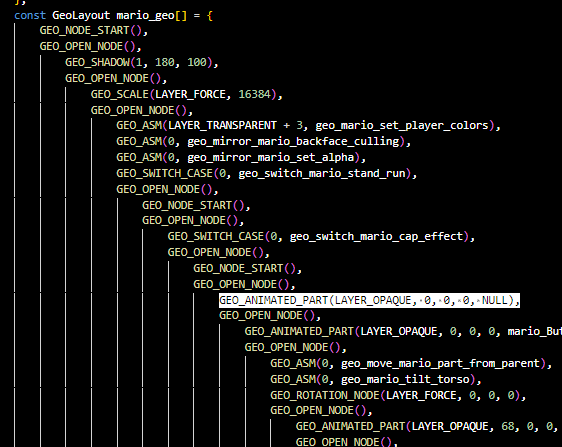 };
const GeoLayout mario_geo[] = {
GEO_NODE_START(),
GEO_OPEN_NODE(),
GEO_SHADOW(1, 180, 100),
GEO_OPEN_NODE(),
GEO_SCALE(LAYER_FORCE, 16384),
GEO_OPEN_NODE(),
GEO_ASM(LAYER_TRANSPARENT + 3, geo_mario_set_player_colors),
GEO_ASM(0, geo_mirror_mario_backface_culling),
GEO_ASM(0, geo_mirror_mario_set_alpha),
GEO_SWITCH_CASE(0, geo_switch_mario_stand_run),
GEO_OPEN_NODE(),
GEO_NODE_START(),
GEO_OPEN_NODE(),
GEO_SWITCH_CASE(0, geo_switch_mario_cap_effect),
GEO_OPEN_NODE(),
GEO_NODE_START(),
GEO_OPEN_NODE(),
GEO_ANIMATED_PART(LAYER_OPAQUE, 0, 0, 0, NULL),
GEO_OPEN_NODE(),
GEO_ANIMATED_PART(LAYER_OPAQUE, 0, 0, 0, mario_But
GEO_OPEN_NODE(),
GEO_ASM(0, geo_move_mario_part_from_parent),
GEO_ASM(0, geo_mario_tilt_torso),
GEO_ROTATION_NODE(LAYER_FORCE, 0, 0, 0),
GEO_OPEN_NODE(),
GEO_ANIMATED_PART(LAYER_OPAQUE, 68, 0, 0,
GEO_OPEN_NODE(),